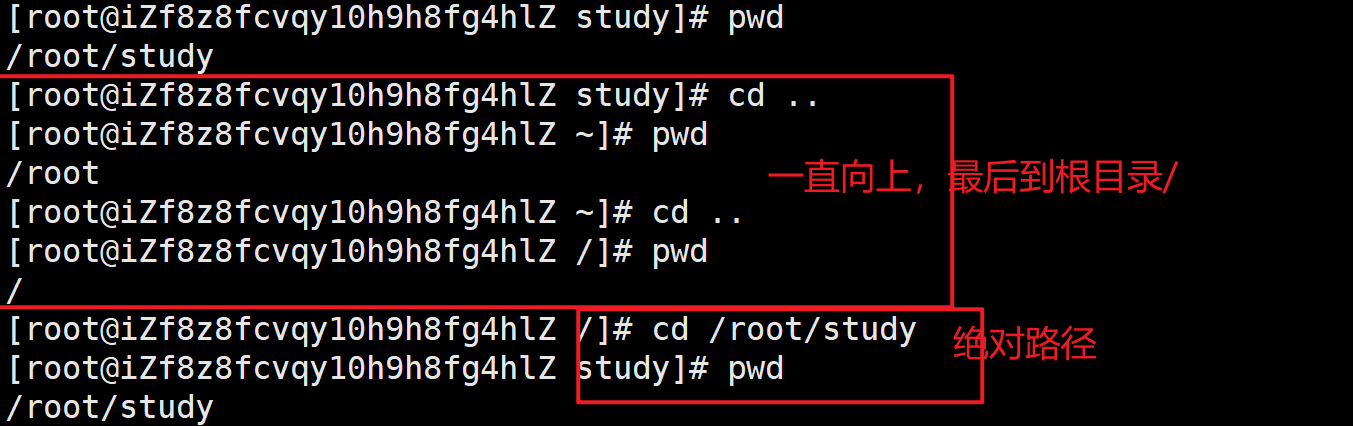 [root@iZf8z8fcvqy10h9h8fg4hlZ study]# pwd
/root/study
[root@iZf8z8fcvqy10h9h8fg4hlZ study]# cd ..
[root@iZf8z8fcvqy10h9h8fg4hlZ ~]# pwd
/root
一直向上，最后到根目录/
[root@iZf8z8fcvqy10h9h8fg4hlZ ~]# cd ..
[root@iZf8z8fcvqy10h9h8fg4hlZ /]# pwd
/
[root@iZf8z8fcvqy10h9h8fg4hlZ /]# cd /root/study
绝对路径
[root@iZf8z8fcvqy10h9h8fg4hlZ study]# pwd
/root/study